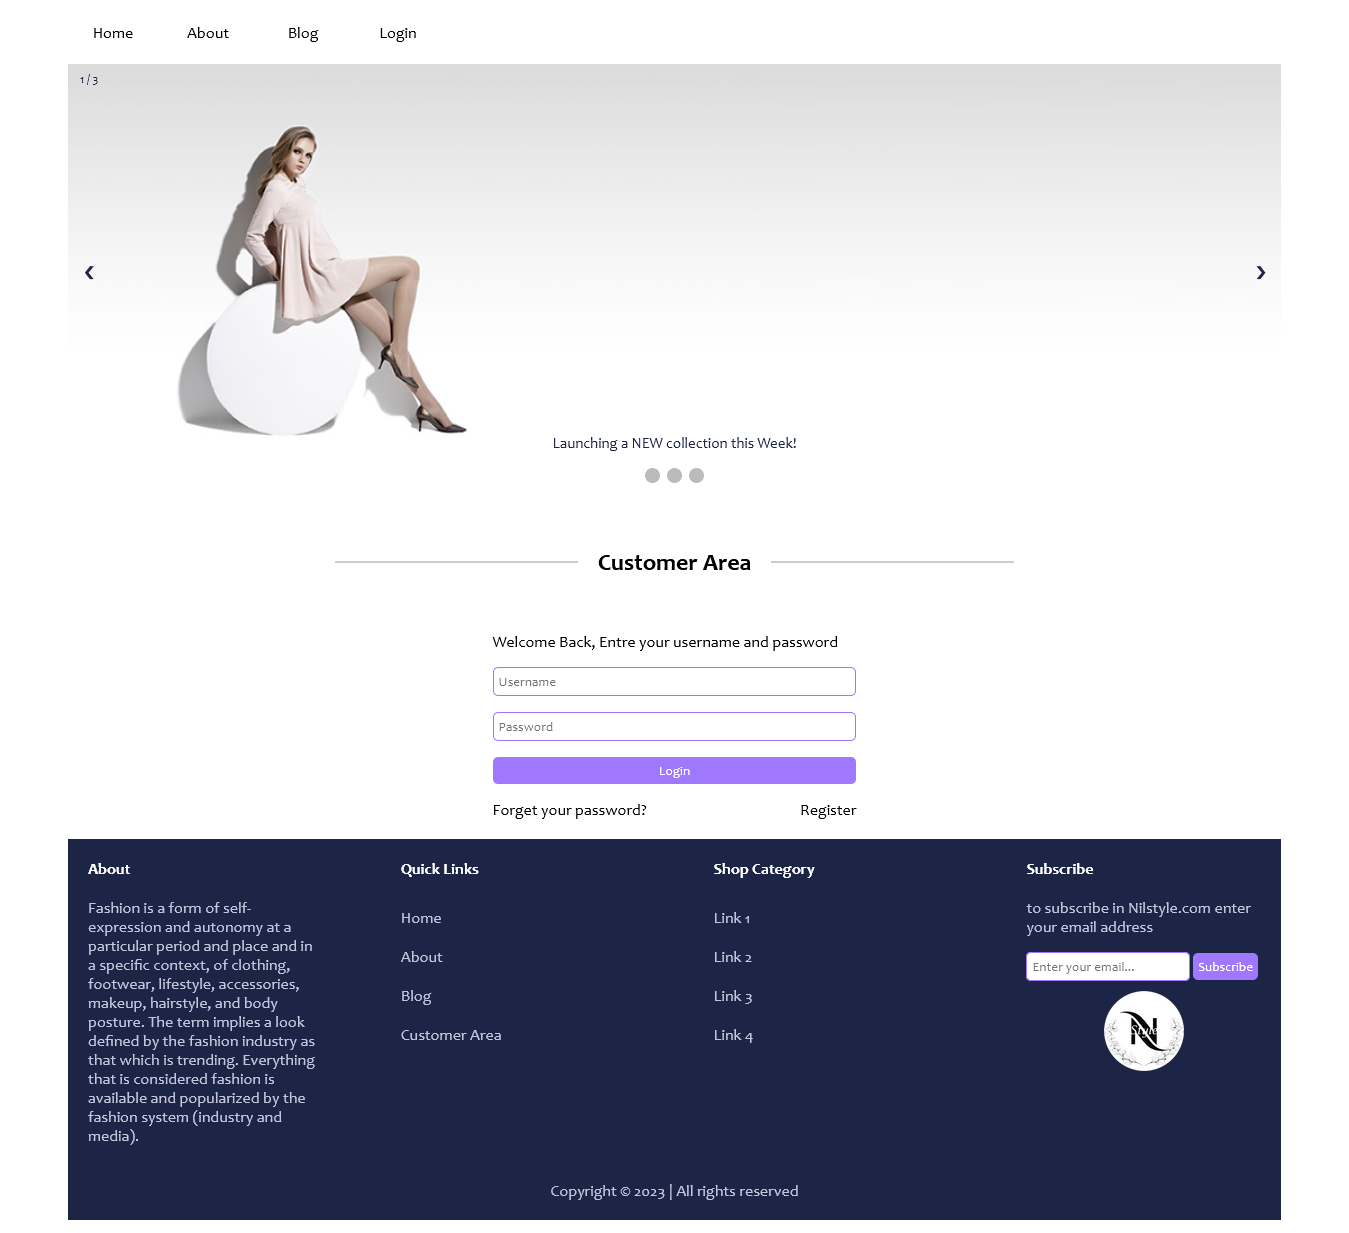 Home About Blog Login
1 / 3
❮ ❯
Launching a NEW collection this Week!
Customer Area
Welcome Back, Entre your username and password
Username
Password
Login
Forget your password? Register
About
Fashion is a form of self-
expression and autonomy at a
particular period and place and in
a specific context, of clothing,
footwear, lifestyle, accessories,
makeup, hairstyle, and body
posture. The term implies a look
defined by the fashion industry as
that which is trending. Everything
that is considered fashion is
available and popularized by the
fashion system (industry and
media).
Quick Links
Home
About
Blog
Customer Area
Shop Category
Link 1
Link 2
Link 3
Link 4
Subscribe
to subscribe in Nilstyle.com enter
your email address
Enter your email... Subscribe
N Style
Copyright © 2023 | All rights reserved